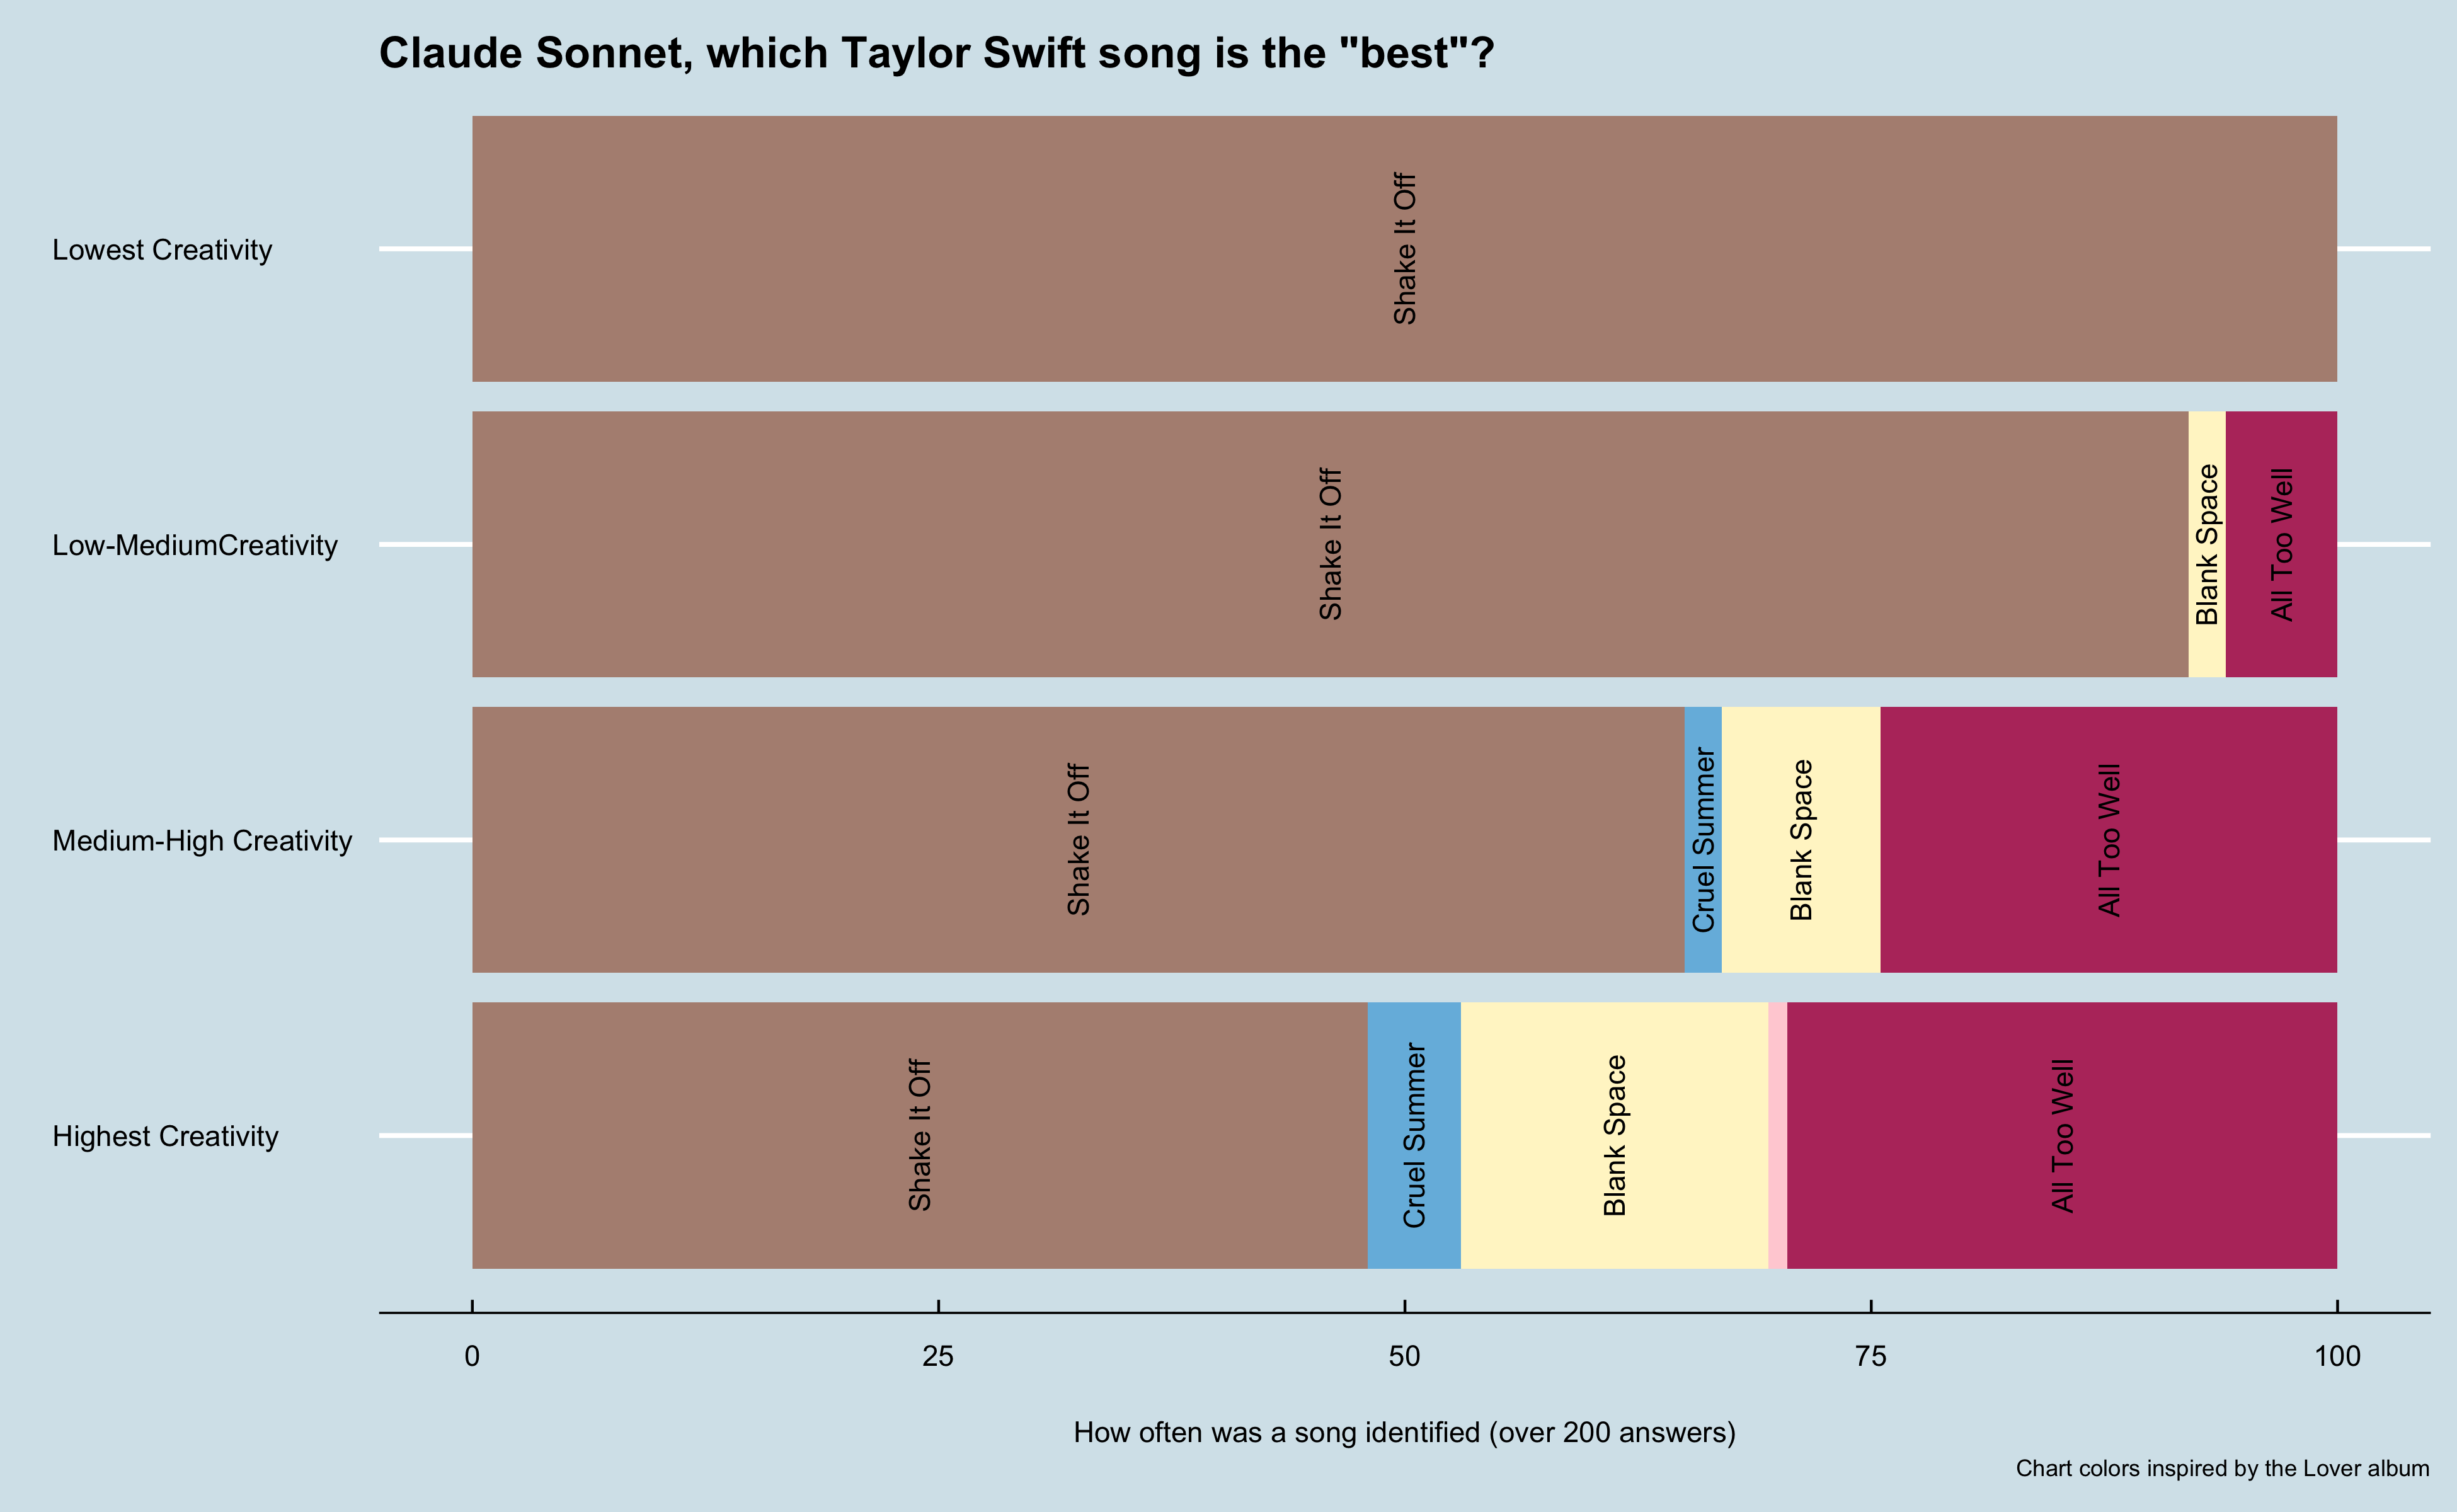 Claude Sonnet, which Taylor Swift song is the "best"?
Lowest Creativity
Shake It Off
Low-MediumCreativity
Shake It Off
Blank Space
All Too Well
Medium-High Creativity
Shake It Off
Cruel Summer
Blank Space
All Too Well
Highest Creativity
Shake It Off
Cruel Summer
Blank Space
All Too Well
0 25 50 75 100
How often was a song identified (over 200 answers)
Chart colors inspired by the Lover album